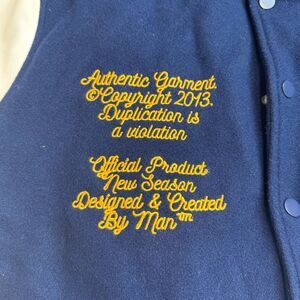 Authentic Garment.
©Copyright 2013.
Duplication is
a violation
Official Product
New Season
Designed & Created
By Man™